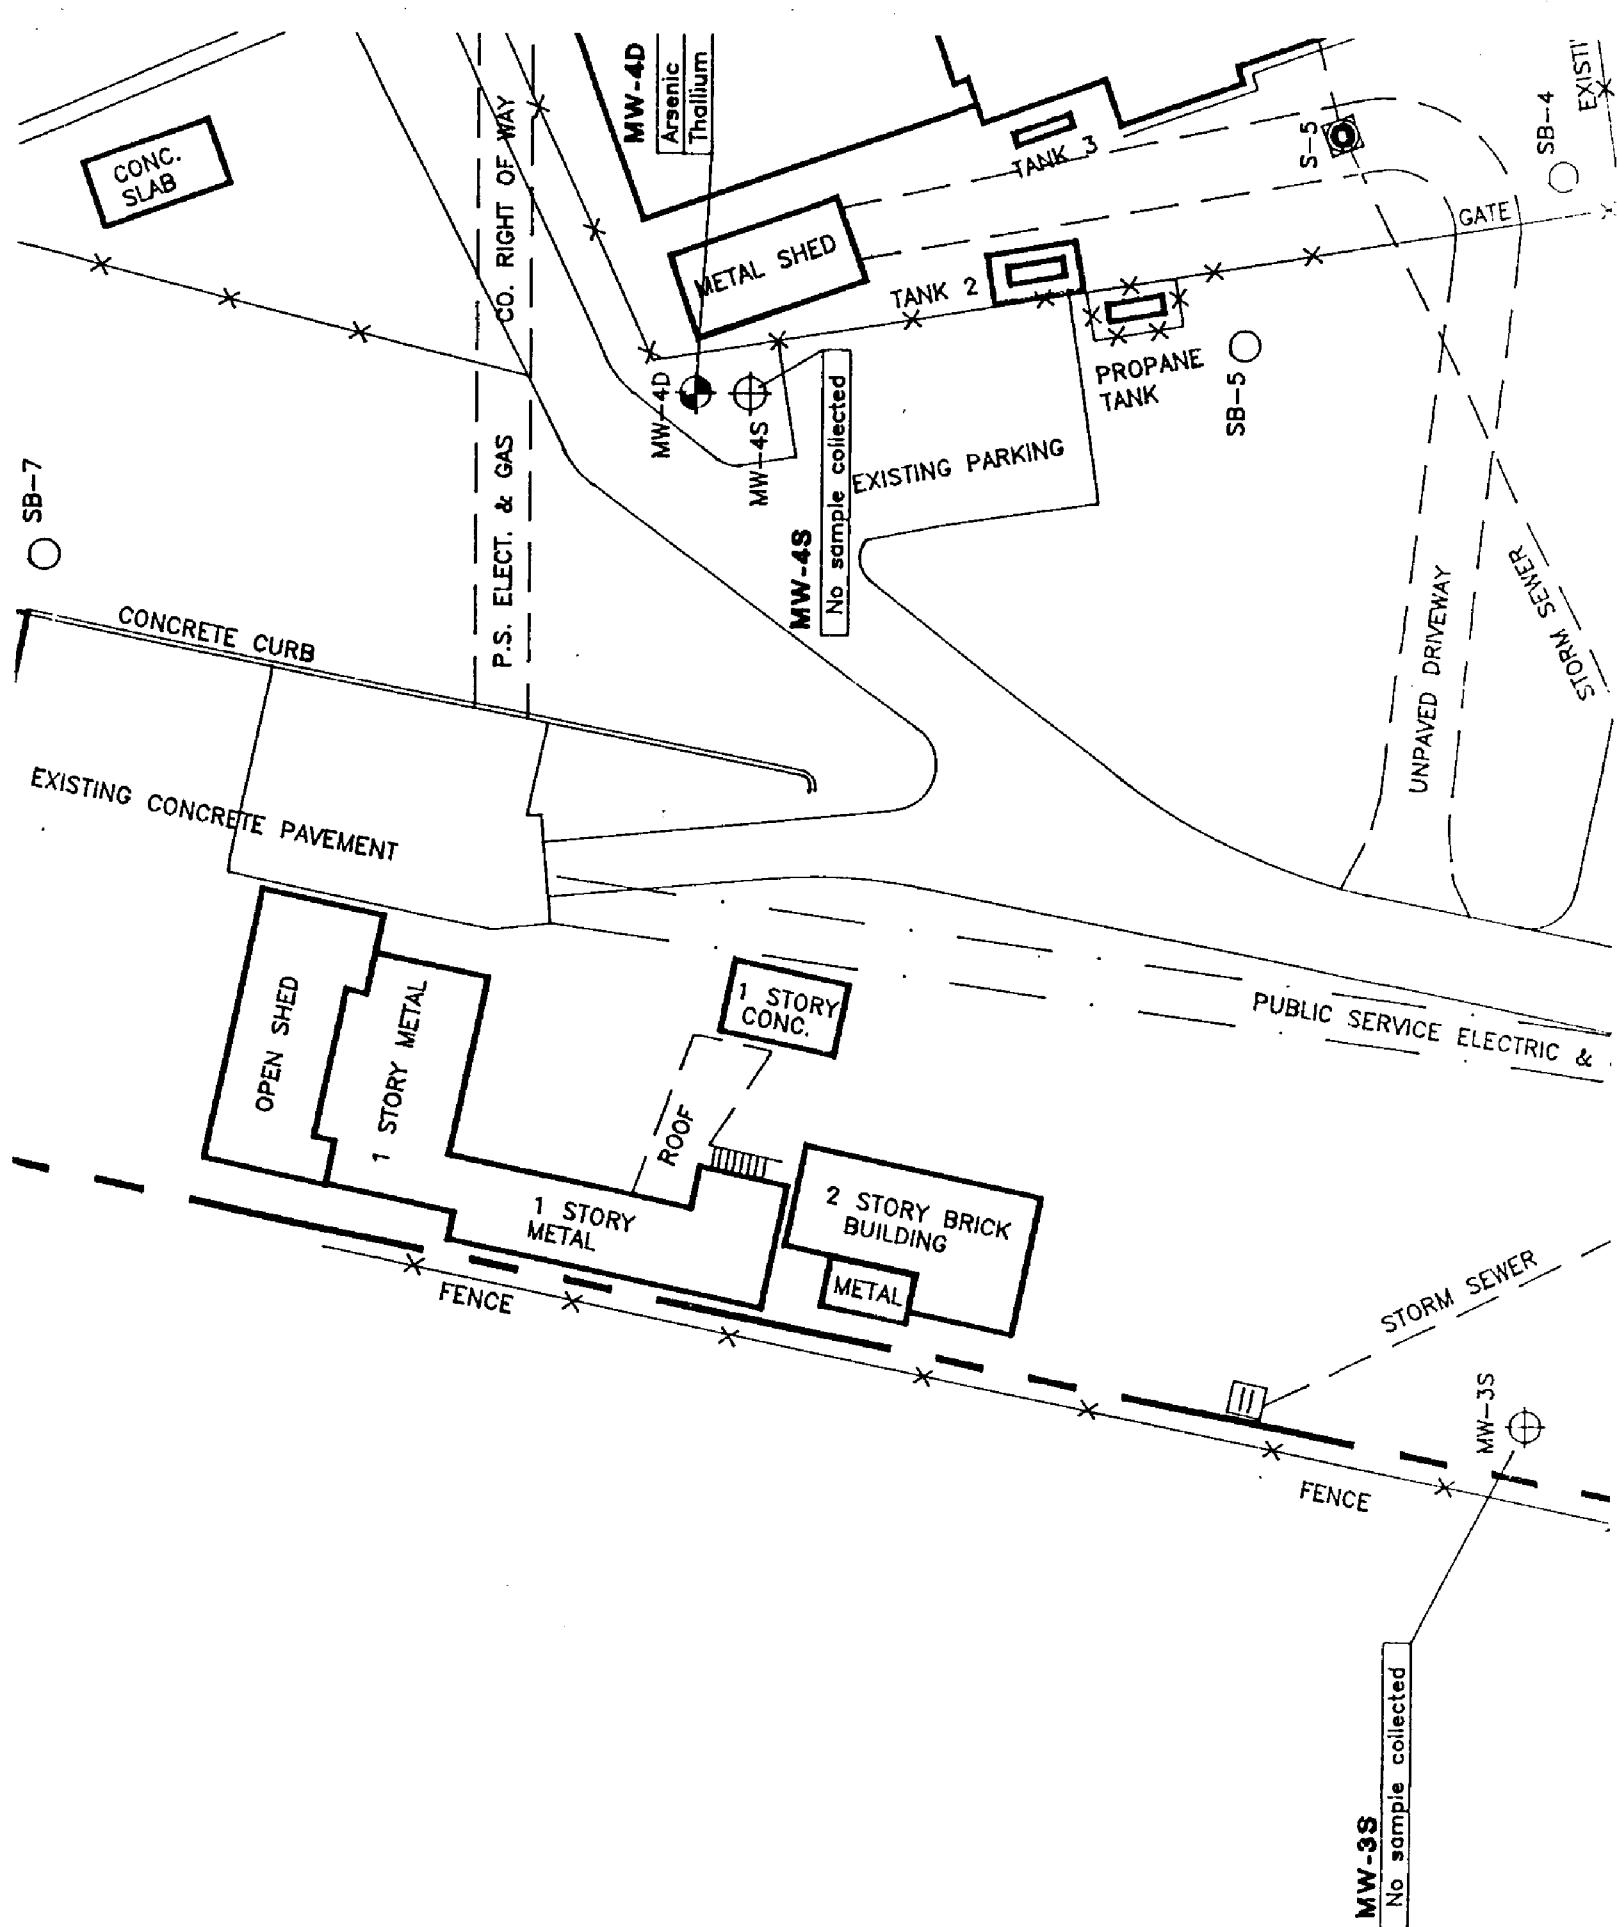 MW-4D
Arsenic
Thallium
CONC.
SLAB
P.S. ELECT. & GAS CO. RIGHT OF WAY
TANK 3
S-5
SB-4
EXISTI
METAL SHED
TANK 2
GATE
PROPANE
TANK
SB-5
MW-4D
MW-4S
MW-4S
No sample collected
EXISTING PARKING
SB-7
CONCRETE CURB
EXISTING CONCRETE PAVEMENT
UNPAVED DRIVEWAY
STORM SEWER
STORM SEWER
OPEN SHED
1 STORY METAL
1 STORY
CONC.
PUBLIC SERVICE ELECTRIC &
ROOF
1 STORY
METAL
2 STORY BRICK
BUILDING
METAL
FENCE
STORM SEWER
MW-3S
FENCE
MW-3S
No sample collected